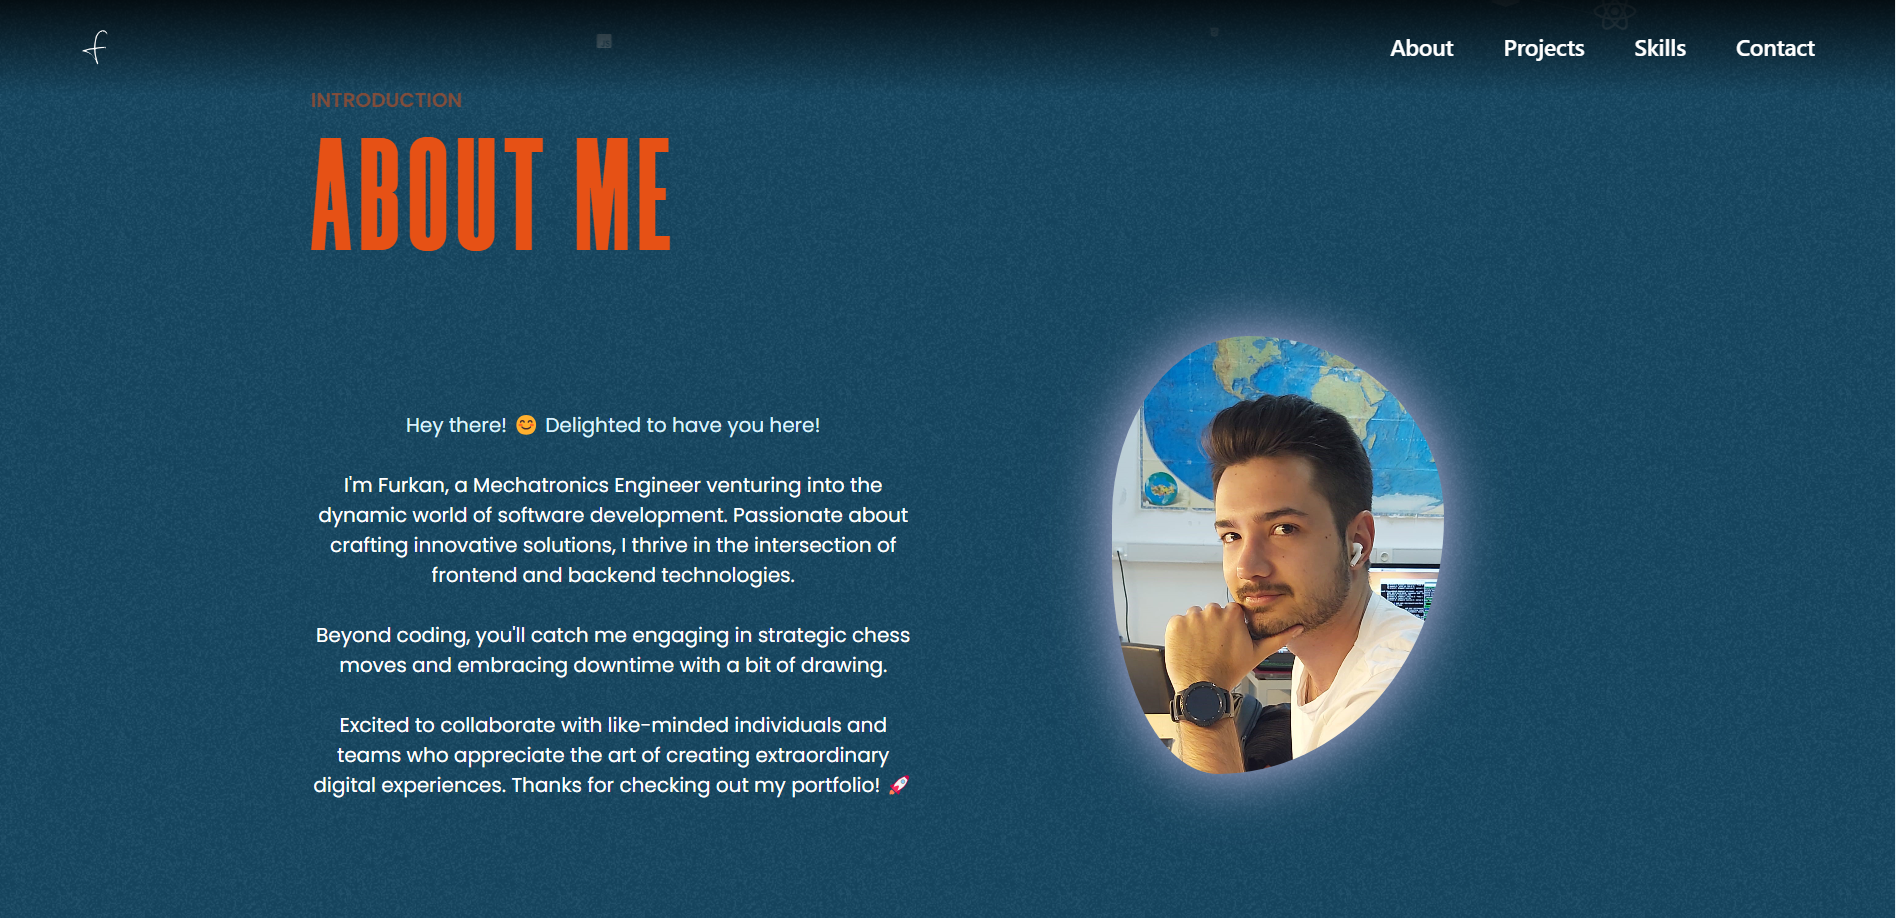 f
About Projects Skills Contact
INTRODUCTION
ABOUT ME
Hey there! 😊 Delighted to have you here!
I'm Furkan, a Mechatronics Engineer venturing into the
dynamic world of software development. Passionate about
crafting innovative solutions, I thrive in the intersection of
frontend and backend technologies.
Beyond coding, you'll catch me engaging in strategic chess
moves and embracing downtime with a bit of drawing.
Excited to collaborate with like-minded individuals and
teams who appreciate the art of creating extraordinary
digital experiences. Thanks for checking out my portfolio! 🚀